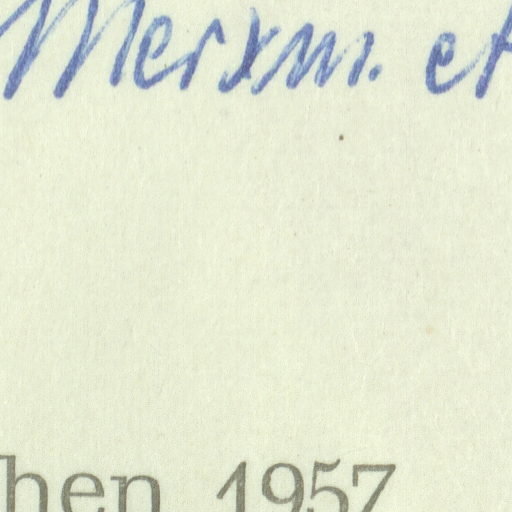 Merxm. et
hen 1957